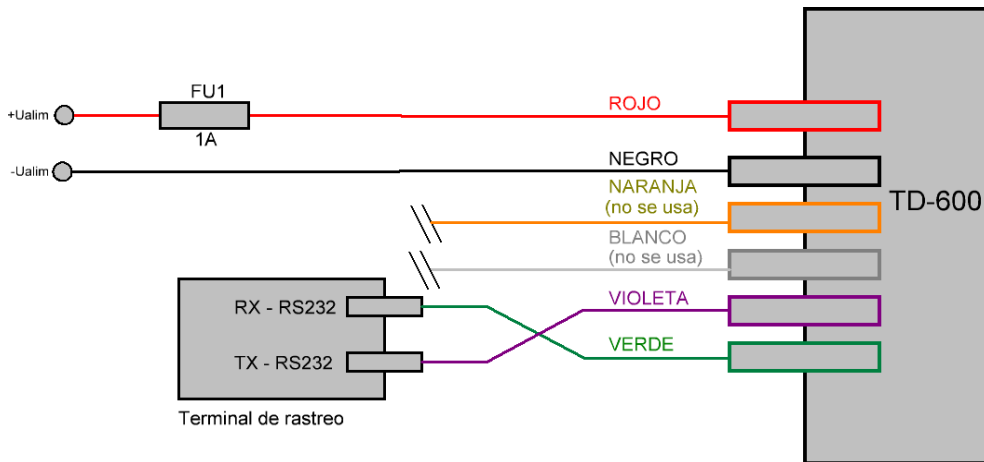 FU1
+Ualim
1A
ROJO
-Ualim
NEGRO
NARANJA
(no se usa)
TD-600
BLANCO
(no se usa)
RX - RS232
VIOLETA
TX - RS232
VERDE
Terminal de rastreo